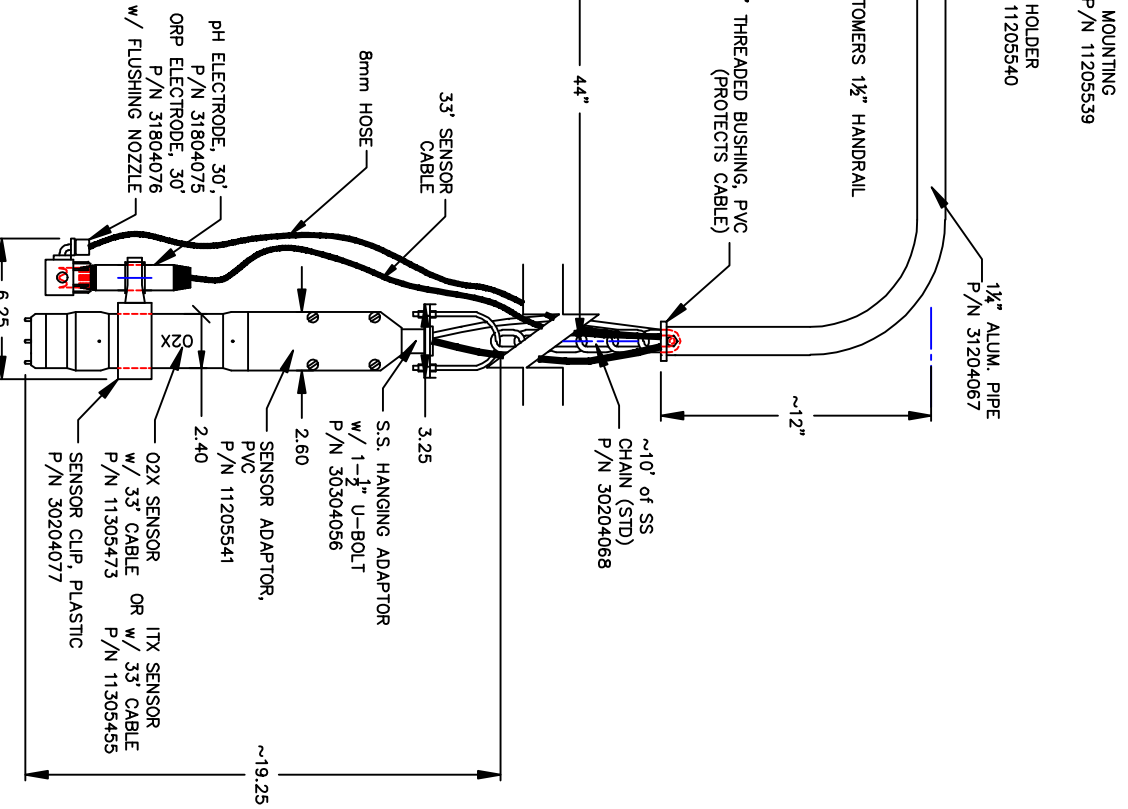 MOUNTING
P/N 11205539
HOLDER
11205540
TOMERS 1½" HANDRAIL
1¼" ALUM. PIPE
P/N 31204067
" THREADED BUSHING, PVC
(PROTECTS CABLE)
44"
~12"
~10' of SS
CHAIN (STD)
P/N 30204068
33' SENSOR
CABLE
8mm HOSE
pH ELECTRODE, 30',
P/N 31804075
ORP ELECTRODE, 30'
P/N 31804076
w/ FLUSHING NOZZLE
3.25
S.S. HANGING ADAPTOR
w/ 1-½" U-BOLT
P/N 30304056
2.60
SENSOR ADAPTOR,
PVC
P/N 11205541
2.40
O2X
O2X SENSOR
w/ 33' CABLE OR
P/N 11305473
ITX SENSOR
w/ 33' CABLE
P/N 11305455
SENSOR CLIP, PLASTIC
P/N 30204077
6.25
~19.25